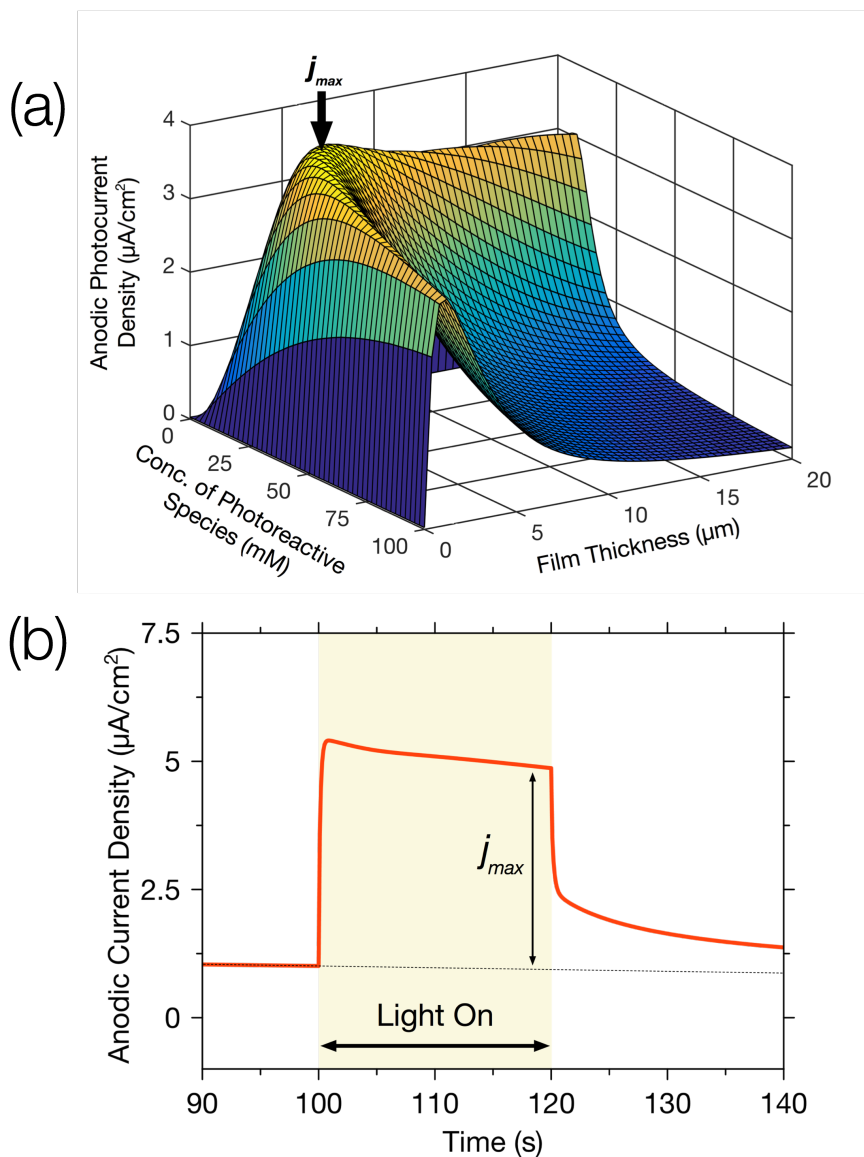 (a)
j max
4
3
2
1
0
Anodic Photocurrent
Density (µA/cm²)
0
25
50
75
100
Conc. of Photoreactive
Species (mM)
0
5
10
15
20
Film Thickness (µm)
(b)
7.5
5
2.5
0
Anodic Current Density (µA/cm²)
j max
Light On
90
100
110
120
130
140
Time (s)